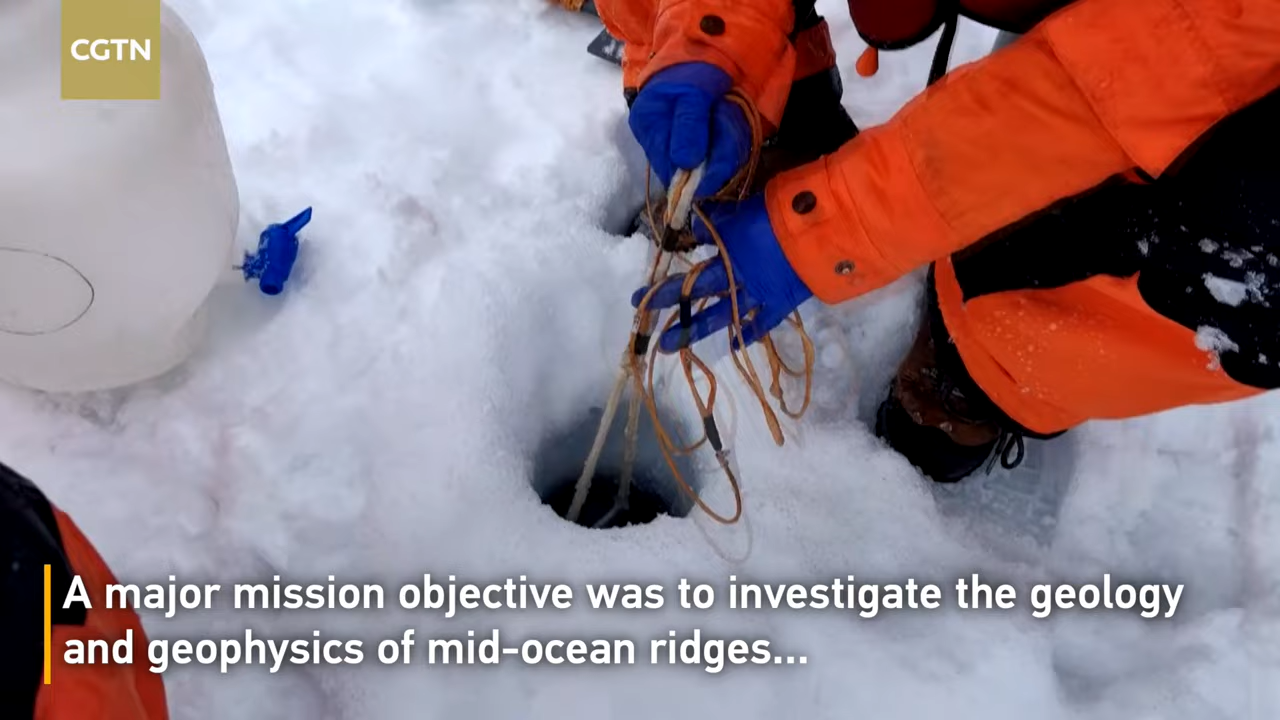 CGTN
A major mission objective was to investigate the geology
and geophysics of mid-ocean ridges...